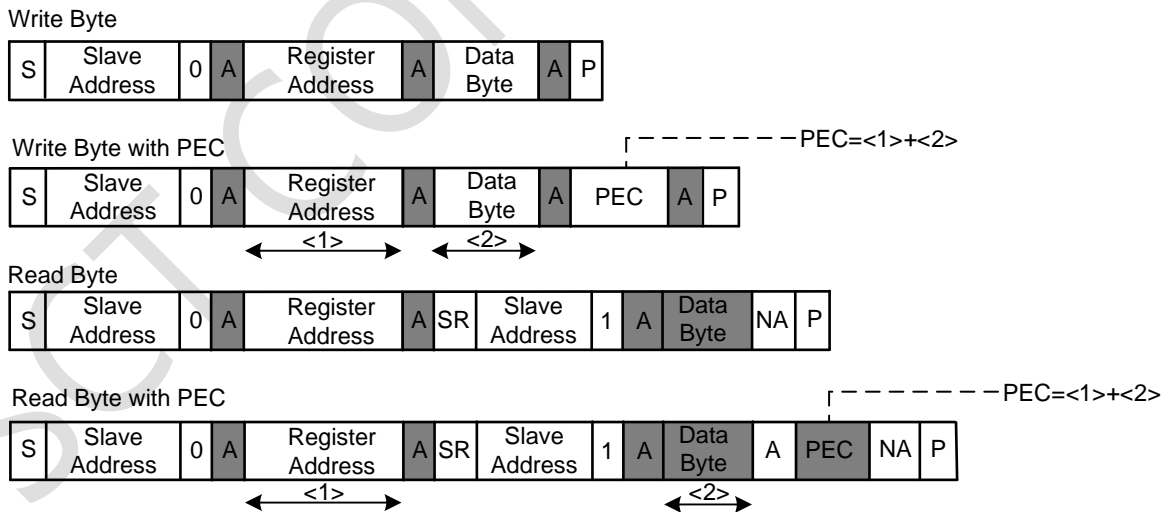 Write Byte
S Slave Address 0 A Register Address A Data Byte A P
Write Byte with PEC
PEC=<1>+<2>
S Slave Address 0 A Register Address A Data Byte A PEC A P
<1> <2>
Read Byte
S Slave Address 0 A Register Address A SR Slave Address 1 A Data Byte NA P
Read Byte with PEC
PEC=<1>+<2>
S Slave Address 0 A Register Address A SR Slave Address 1 A Data Byte A PEC NA P
<1> <2>